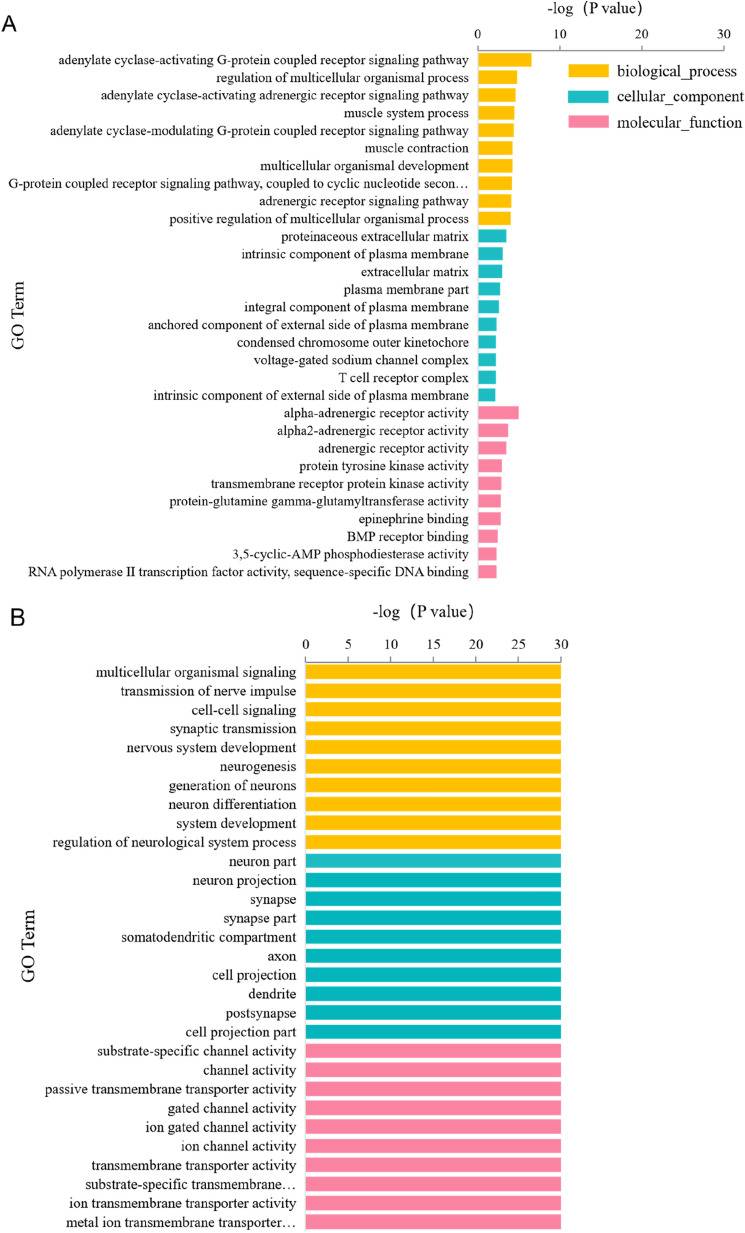 A
-log (P value)
0 10 20 30
adenylate cyclase-activating G-protein coupled receptor signaling pathway
regulation of multicellular organismal process
adenylate cyclase-activating adrenergic receptor signaling pathway
muscle system process
adenylate cyclase-modulating G-protein coupled receptor signaling pathway
muscle contraction
multicellular organismal development
G-protein coupled receptor signaling pathway, coupled to cyclic nucleotide secon…
adrenergic receptor signaling pathway
positive regulation of multicellular organismal process
proteinaceous extracellular matrix
intrinsic component of plasma membrane
extracellular matrix
plasma membrane part
integral component of plasma membrane
anchored component of external side of plasma membrane
condensed chromosome outer kinetochore
voltage-gated sodium channel complex
T cell receptor complex
intrinsic component of external side of plasma membrane
alpha-adrenergic receptor activity
alpha2-adrenergic receptor activity
adrenergic receptor activity
protein tyrosine kinase activity
transmembrane receptor protein kinase activity
protein-glutamine gamma-glutamyltransferase activity
epinephrine binding
BMP receptor binding
3,5-cyclic-AMP phosphodiesterase activity
RNA polymerase II transcription factor activity, sequence-specific DNA binding
GO Term
biological_process
cellular_component
molecular_function
B
-log (P value)
0 5 10 15 20 25 30
multicellular organismal signaling
transmission of nerve impulse
cell-cell signaling
synaptic transmission
nervous system development
neurogenesis
generation of neurons
neuron differentiation
system development
regulation of neurological system process
neuron part
neuron projection
synapse
synapse part
somatodendritic compartment
axon
cell projection
dendrite
postsynapse
cell projection part
substrate-specific channel activity
channel activity
passive transmembrane transporter activity
gated channel activity
ion gated channel activity
ion channel activity
transmembrane transporter activity
substrate-specific transmembrane…
ion transmembrane transporter activity
metal ion transmembrane transporter…
GO Term